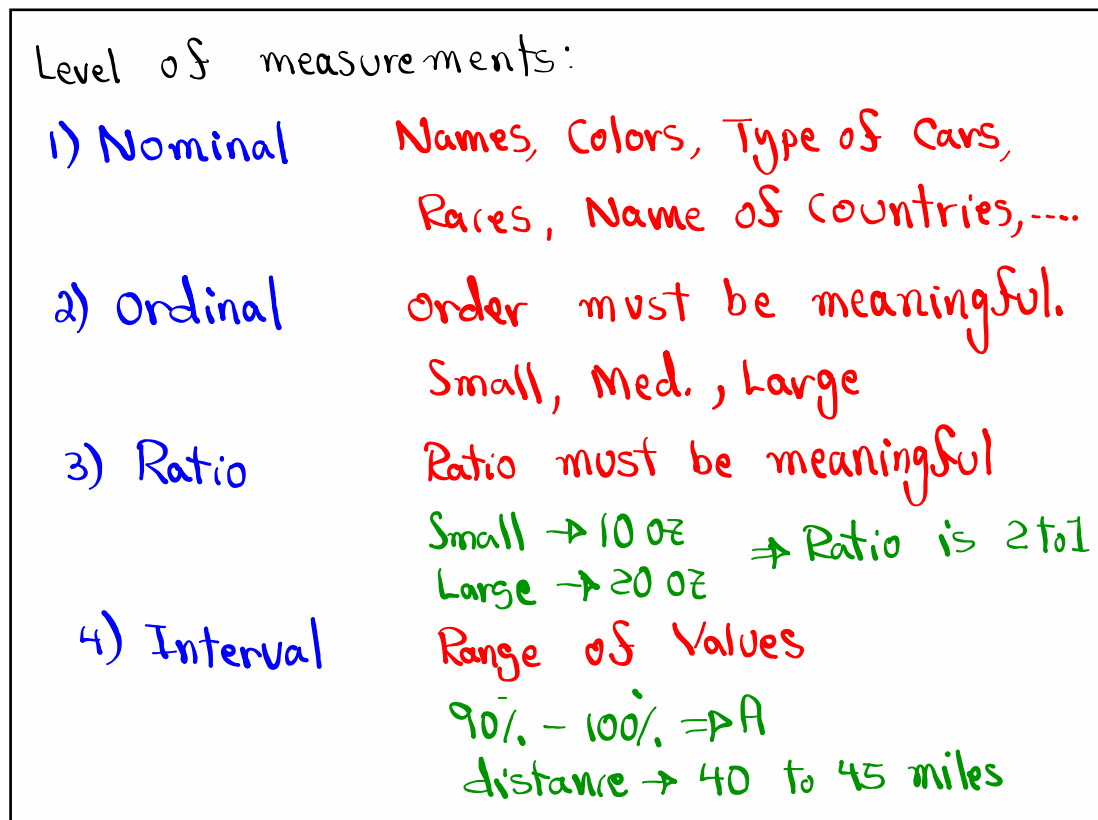 Level of measurements:
1) Nominal Names, Colors, Type of Cars,
Races, Name of Countries,....
2) Ordinal Order must be meaningful.
Small, Med., Large
3) Ratio Ratio must be meaningful
Small → 10 oz ⇒ Ratio is 2 to 1
Large → 20 oz
4) Interval Range of Values
90% - 100% ⇒ A
distance → 40 to 45 miles